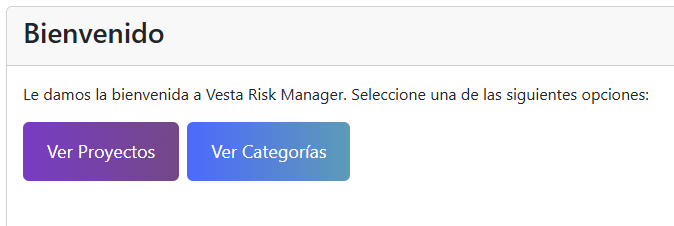 Bienvenido
Le damos la bienvenida a Vesta Risk Manager. Seleccione una de las siguientes opciones:
Ver Proyectos Ver Categorías